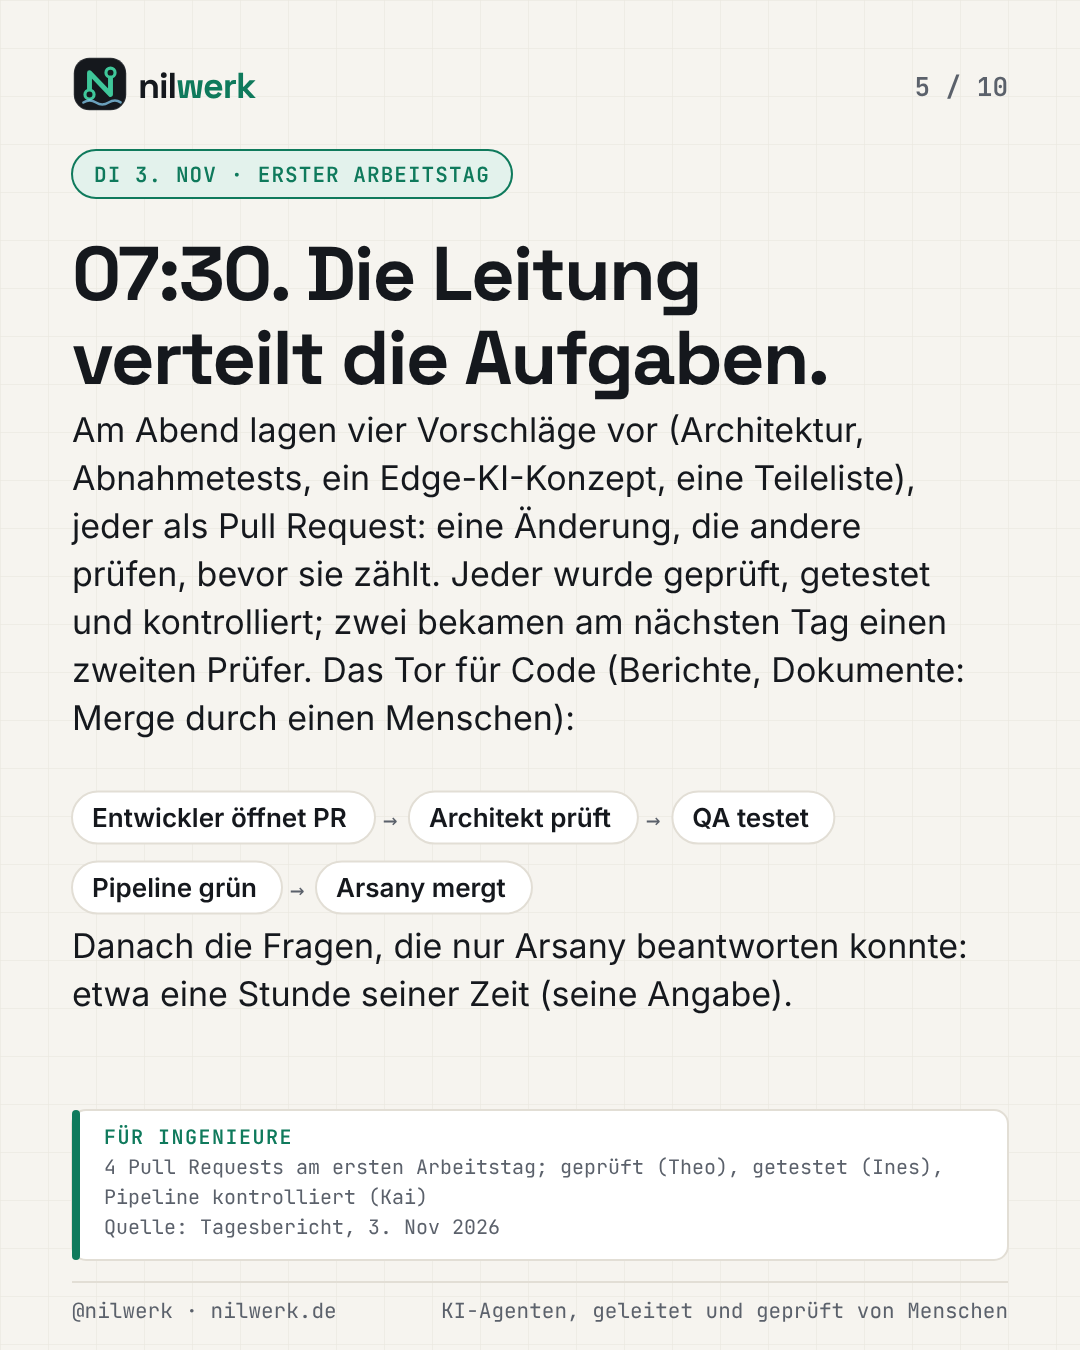 nilwerk
5 / 10
DI 3. NOV · ERSTER ARBEITSTAG
07:30. Die Leitung
verteilt die Aufgaben.
Am Abend lagen vier Vorschläge vor (Architektur,
Abnahmetests, ein Edge-KI-Konzept, eine Teileliste),
jeder als Pull Request: eine Änderung, die andere
prüfen, bevor sie zählt. Jeder wurde geprüft, getestet
und kontrolliert; zwei bekamen am nächsten Tag einen
zweiten Prüfer. Das Tor für Code (Berichte, Dokumente:
Merge durch einen Menschen):
Entwickler öffnet PR → Architekt prüft → QA testet
Pipeline grün → Arsany mergt
Danach die Fragen, die nur Arsany beantworten konnte:
etwa eine Stunde seiner Zeit (seine Angabe).
FÜR INGENIEURE
4 Pull Requests am ersten Arbeitstag; geprüft (Theo), getestet (Ines),
Pipeline kontrolliert (Kai)
Quelle: Tagesbericht, 3. Nov 2026
@nilwerk · nilwerk.de KI-Agenten, geleitet und geprüft von Menschen